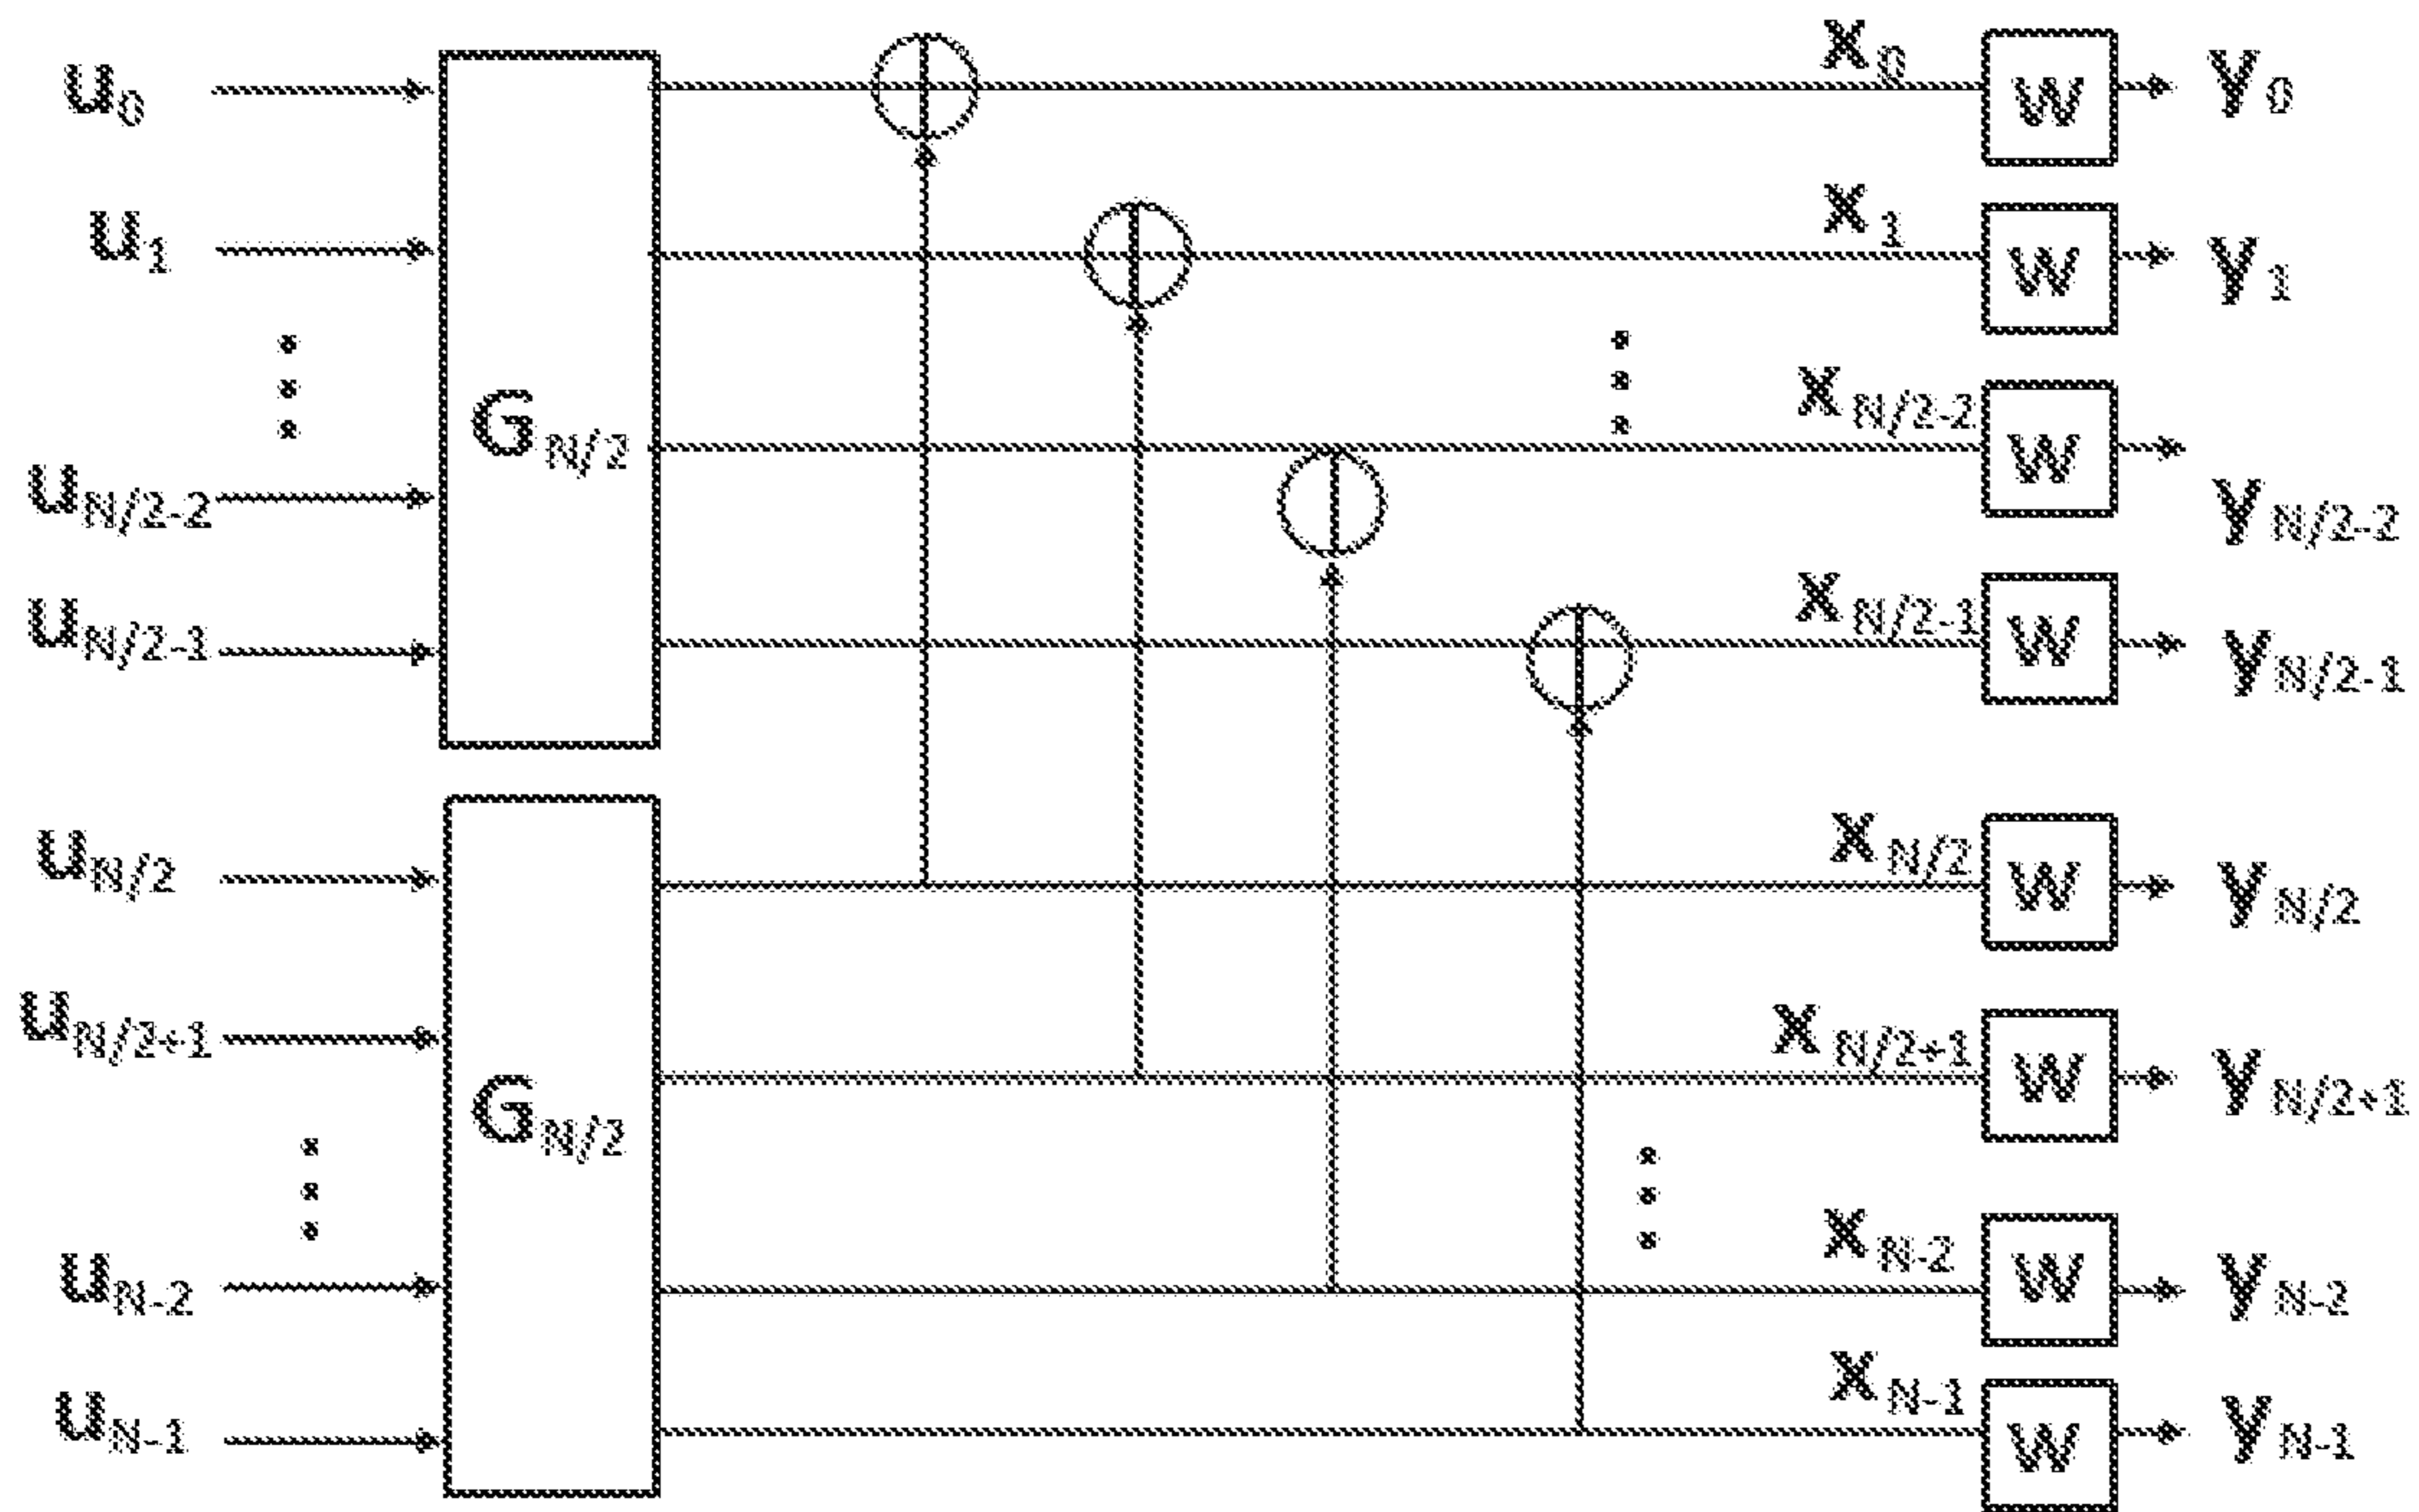 u0 x0 w y0
u1 x1 w y1
GN/2 xN/2-2 w
uN/2-2 yN/2-2
uN/2-1 xN/2-1 w yN/2-1
uN/2 xN/2 w yN/2
uN/2+1 xN/2+1 w yN/2+1
GN/2
uN-2 xN-2 w yN-2
uN-1 xN-1 w yN-1